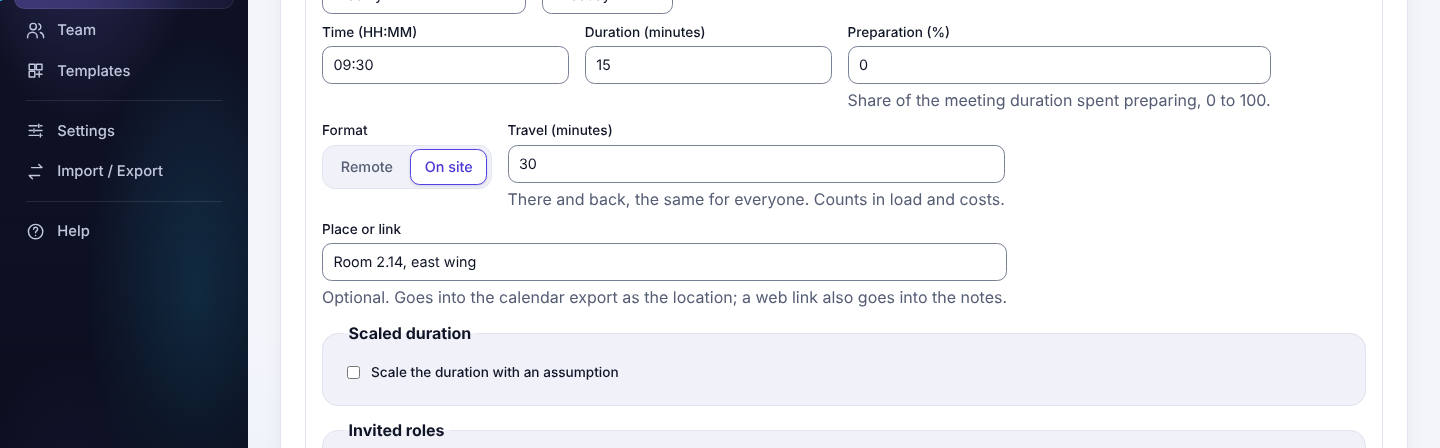 Team
Templates
Settings
Import / Export
Help
Time (HH:MM)
09:30
Duration (minutes)
15
Preparation (%)
0
Share of the meeting duration spent preparing, 0 to 100.
Format
Remote
On site
Travel (minutes)
30
There and back, the same for everyone. Counts in load and costs.
Place or link
Room 2.14, east wing
Optional. Goes into the calendar export as the location; a web link also goes into the notes.
Scaled duration
Scale the duration with an assumption
Invited roles